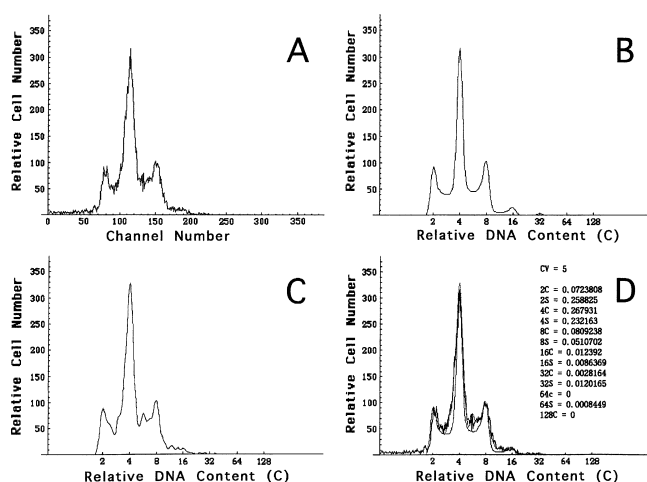 A
Relative Cell Number
350
300
250
200
150
100
50
0 50 100 150 200 250 300 350
Channel Number
B
Relative Cell Number
350
300
250
200
150
100
50
2 4 8 16 32 64 128
Relative DNA Content (C)
C
Relative Cell Number
350
300
250
200
150
100
50
2 4 8 16 32 64 128
Relative DNA Content (C)
D
Relative Cell Number
350
300
250
200
150
100
50
2 4 8 16 32 64 128
Relative DNA Content (C)
CV = 5
2C = 0.0723808
2S = 0.258825
4C = 0.267931
4S = 0.232163
8C = 0.0809238
8S = 0.0510702
16C = 0.012392
16S = 0.0086369
32C = 0.0028164
32S = 0.0120165
64c = 0
64S = 0.0008449
128C = 0